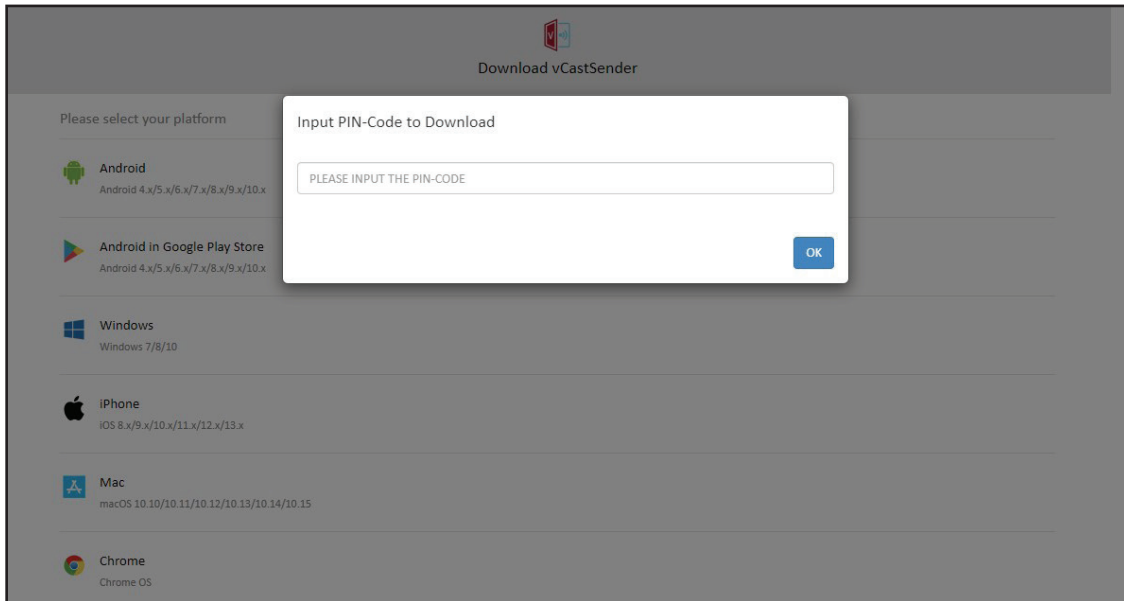 V
Download vCastSender
Please select your platform
Input PIN-Code to Download
PLEASE INPUT THE PIN-CODE
OK
Android
Android 4.x/5.x/6.x/7.x/8.x/9.x/10.x
Android in Google Play Store
Android 4.x/5.x/6.x/7.x/8.x/9.x/10.x
Windows
Windows 7/8/10
iPhone
iOS 8.x/9.x/10.x/11.x/12.x/13.x
Mac
macOS 10.10/10.11/10.12/10.13/10.14/10.15
Chrome
Chrome OS